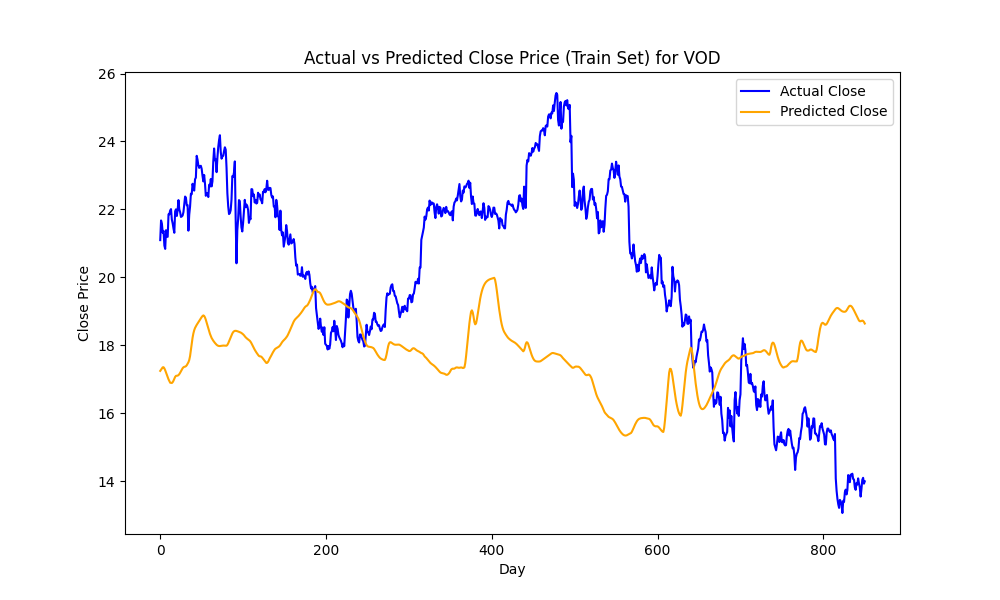 Actual vs Predicted Close Price (Train Set) for VOD
Actual Close
Predicted Close
Close Price
26
24
22
20
18
16
14
0
200
400
600
800
Day